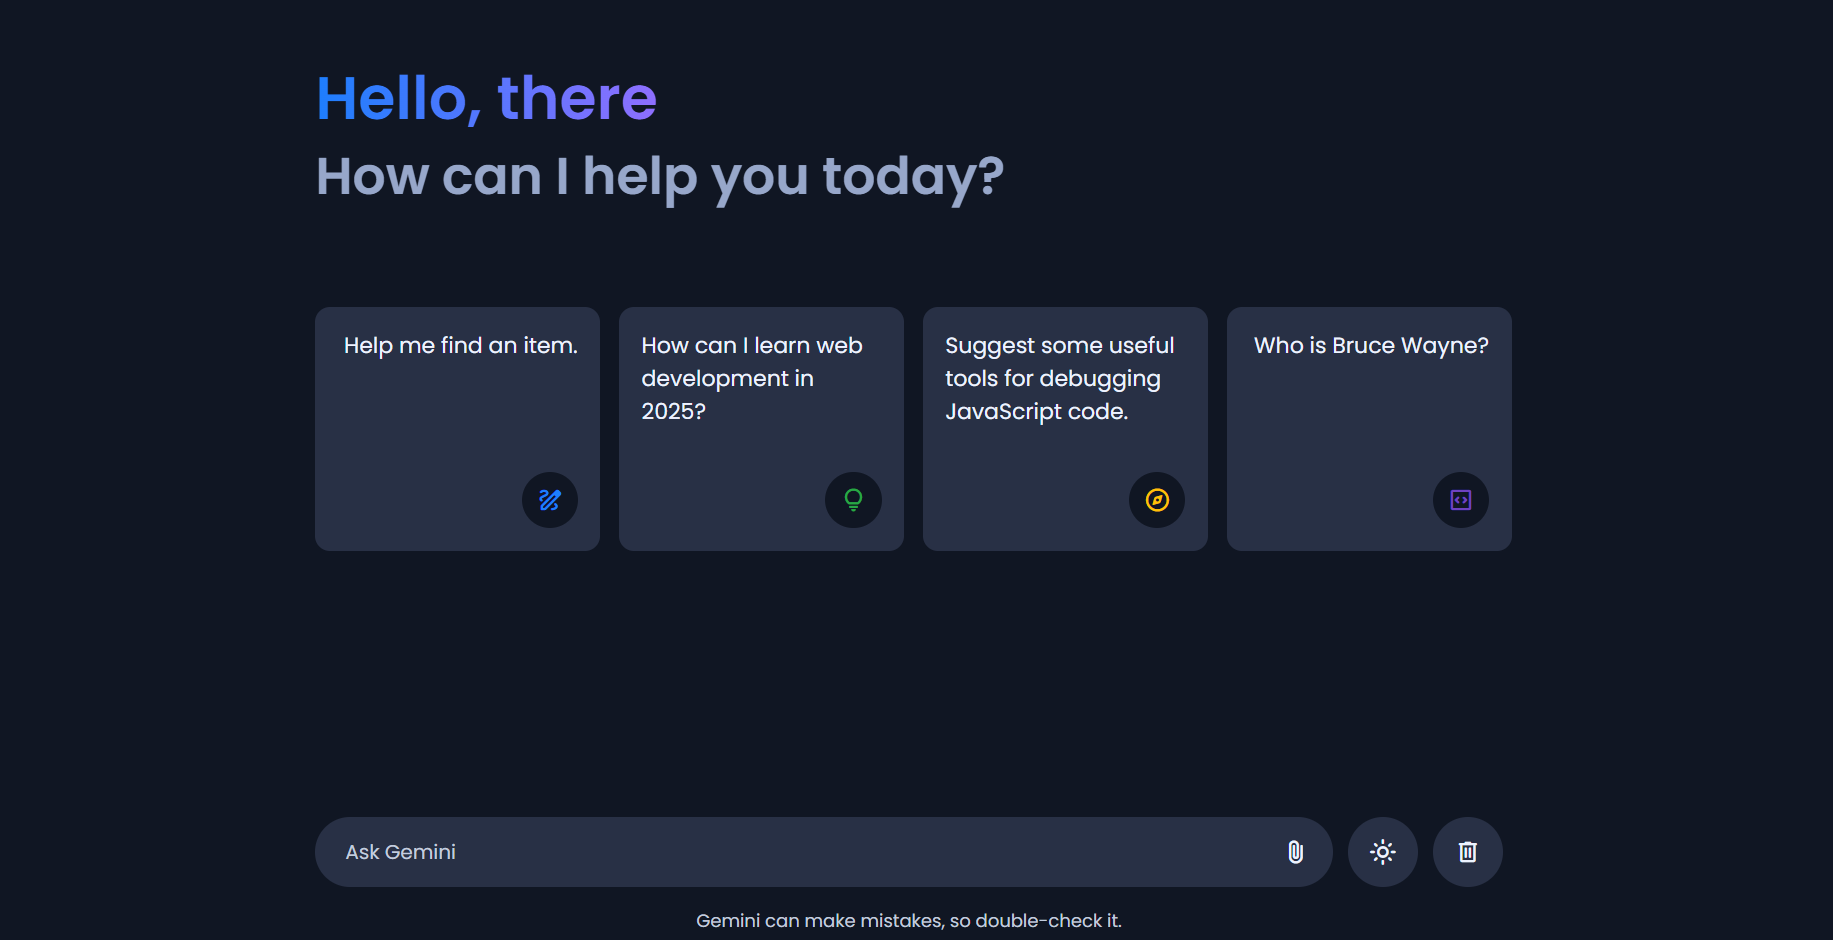 Hello, there
How can I help you today?
Help me find an item.
How can I learn web
development in
2025?
Suggest some useful
tools for debugging
JavaScript code.
Who is Bruce Wayne?
Ask Gemini
Gemini can make mistakes, so double-check it.